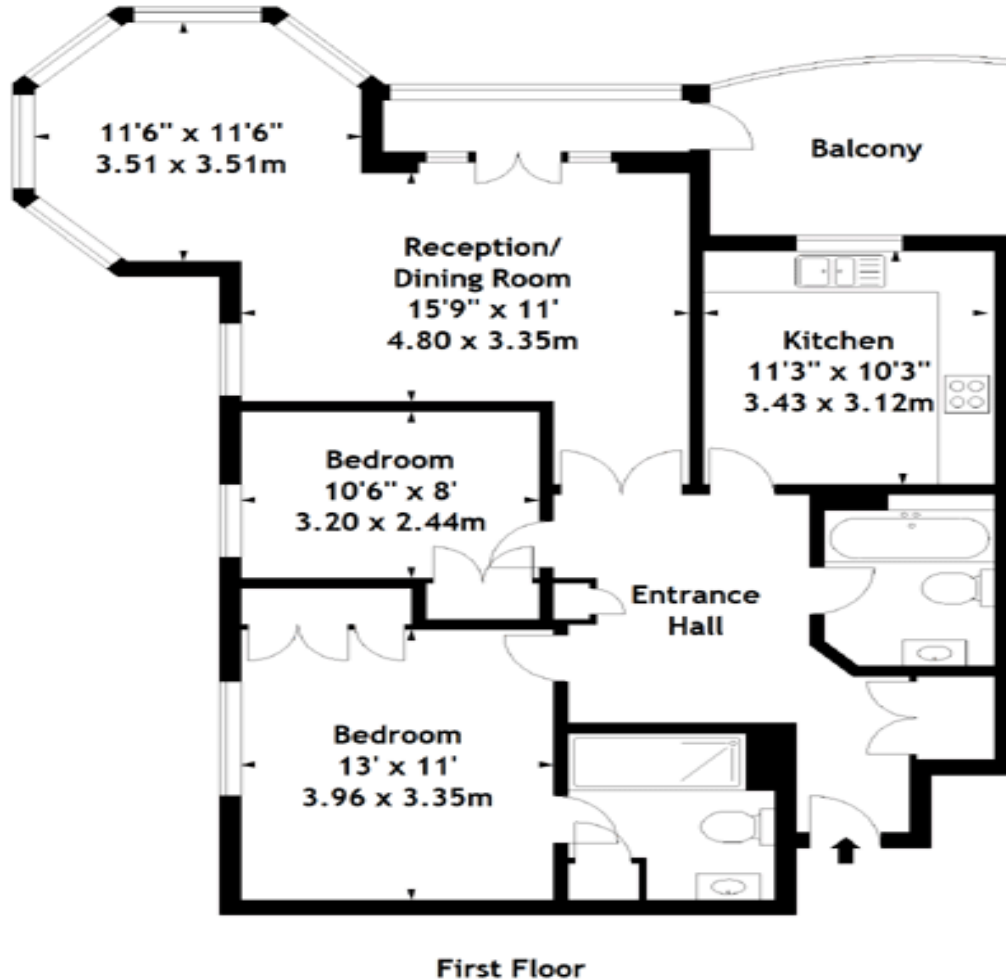 11'6" x 11'6"
3.51 x 3.51m
Balcony
Reception/
Dining Room
15'9" x 11'
4.80 x 3.35m
Kitchen
11'3" x 10'3"
3.43 x 3.12m
Bedroom
10'6" x 8'
3.20 x 2.44m
Entrance
Hall
Bedroom
13' x 11'
3.96 x 3.35m
First Floor